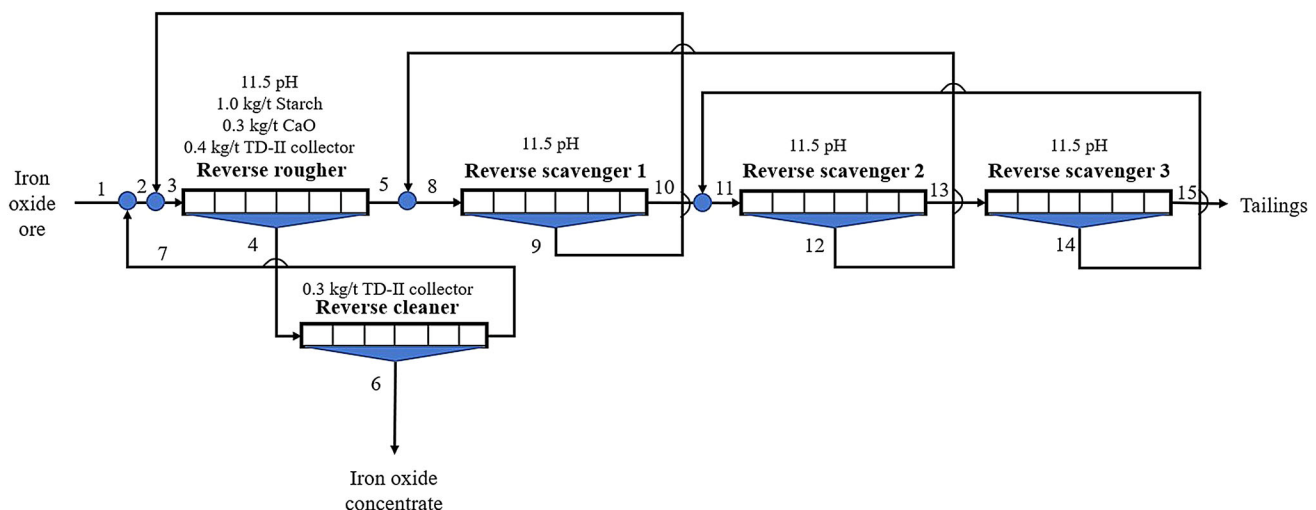 11.5 pH
1.0 kg/t Starch
0.3 kg/t CaO
0.4 kg/t TD-II collector
Reverse rougher
11.5 pH
Reverse scavenger 1
11.5 pH
Reverse scavenger 2
11.5 pH
Reverse scavenger 3
Iron
oxide
ore
1
2
3
5
8
10
11
13
15
Tailings
4
9
12
14
7
0.3 kg/t TD-II collector
Reverse cleaner
6
Iron oxide
concentrate